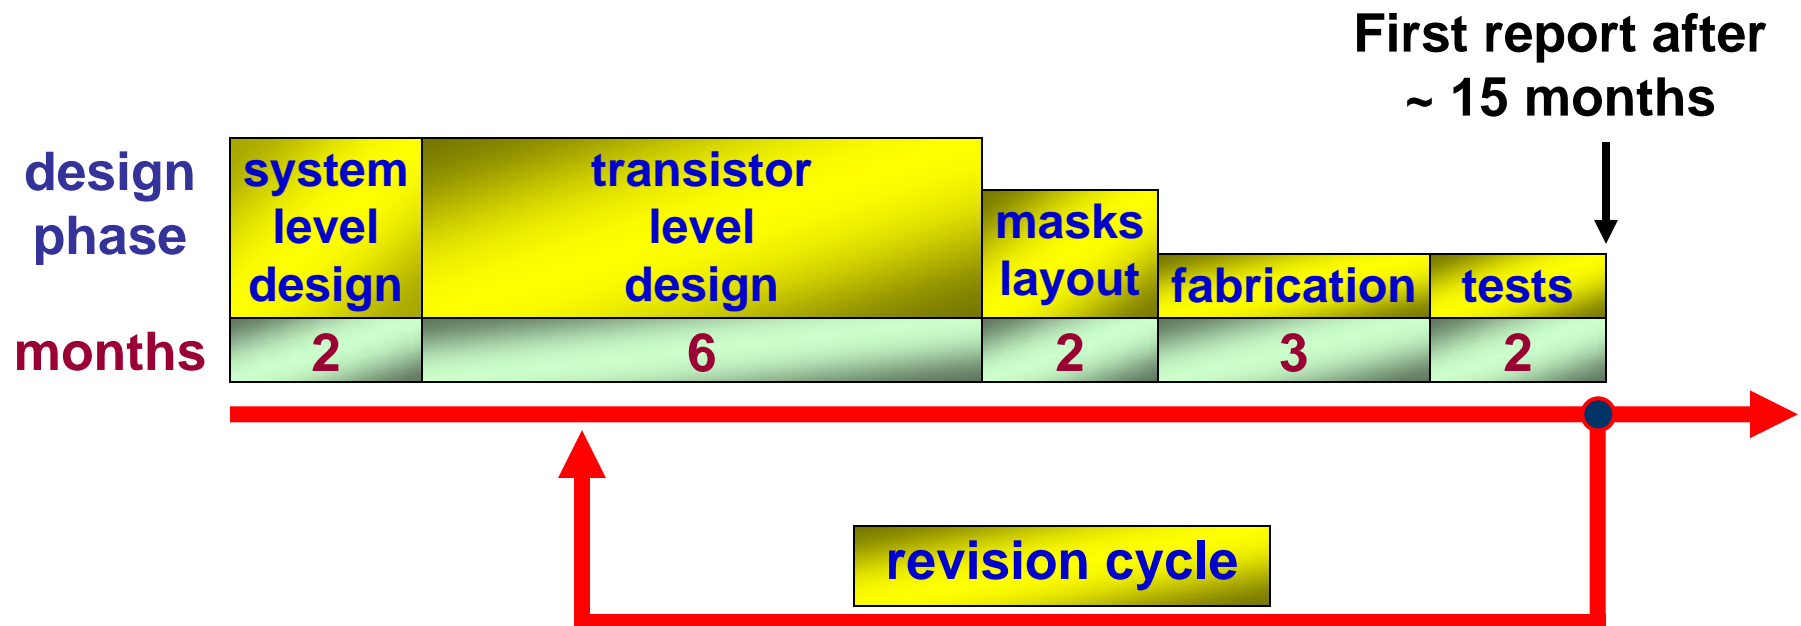 First report after
~ 15 months
design
phase
system
level
design
transistor
level
design
masks
layout
fabrication
tests
months
2
6
2
3
2
revision cycle